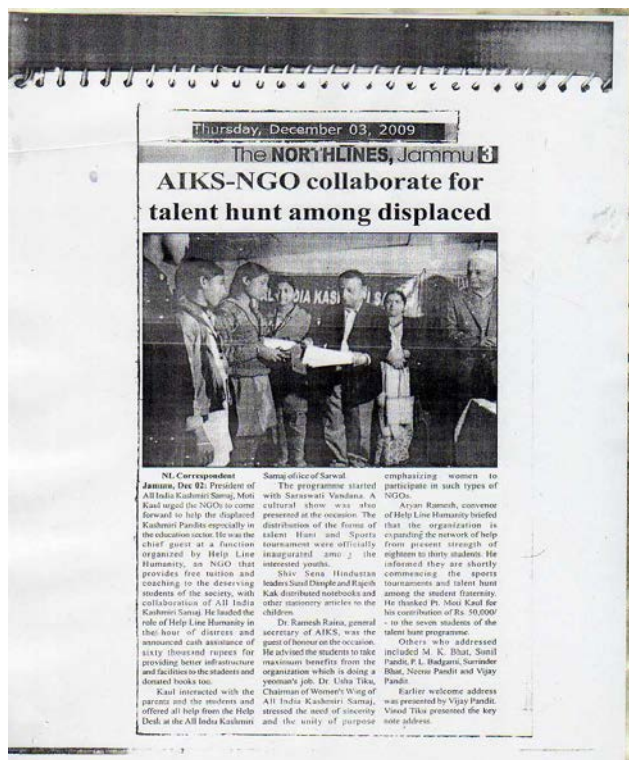 Thursday, December 03, 2009
The NORTHLINES, Jammu 3
AIKS-NGO collaborate for
talent hunt among displaced
NL Correspondent
Jammu, Dec 02: President of
All India Kashmiri Samaj, Moti
Kaul urged the NGOs to come
forward to help the displaced
Kashmiri Pandits especially in
the education sector. He was the
chief guest at a function
organized by Help Line
Humanity, an NGO that
provides free tuition and
coaching to the deserving
students of the society, with
collaboration of All India
Kashmiri Samaj. He lauded the
role of Help Line Humanity in
the hour of distress and
announced cash assistance of
sixty thousand rupees for
providing better infrastructure
and facilities to the students and
donated books too.
Kaul interacted with the
parents and the students and
offered all help from the Help
Desk at the All India Kashmiri
Samaj office of Sarwal.
The programme started
with Saraswati Vandana. A
cultural show was also
presented at the occasion. The
distribution of the forms of
talent Hunt and Sports
tournament were officially
inaugurated the
interested youths.
Shiv Sena Hindustan
leaders Sunil Dimple and Rajesh
Kak distributed notebooks and
other stationery articles to the
children.
Dr. Ramesh Raina, general
secretary of AIKS, was the
guest of honour on the occasion.
He advised the students to take
maximum benefits from the
organization which is doing a
yeoman's job. Dr. Usha Tiku,
Chairman of Women's Wing of
All India Kashmiri Samaj,
stressed the need of sincerity
and the unity of purpose
emphasizing women to
participate in such types of
NGOs.
Aryan Ramesh, convenor
of Help Line Humanity briefed
that the organization is
expanding the network of help
from present strength of
eighteen to thirty students. He
informed they are shortly
commencing the sports
tournaments and talent hunt
among the student fraternity.
He thanked Pt. Moti Kaul for
his contribution of Rs. 50,000/
- to the seven students of the
talent hunt programme.
Others who addressed
included M. K. Bhat, Sunil
Pandit, P. L. Badgami, Surrinder
Bhat, Neeru Pandit and Vijay
Pandit.
Earlier welcome address
was presented by Vijay Pandit.
Vinod Tiku presented the key
note address.